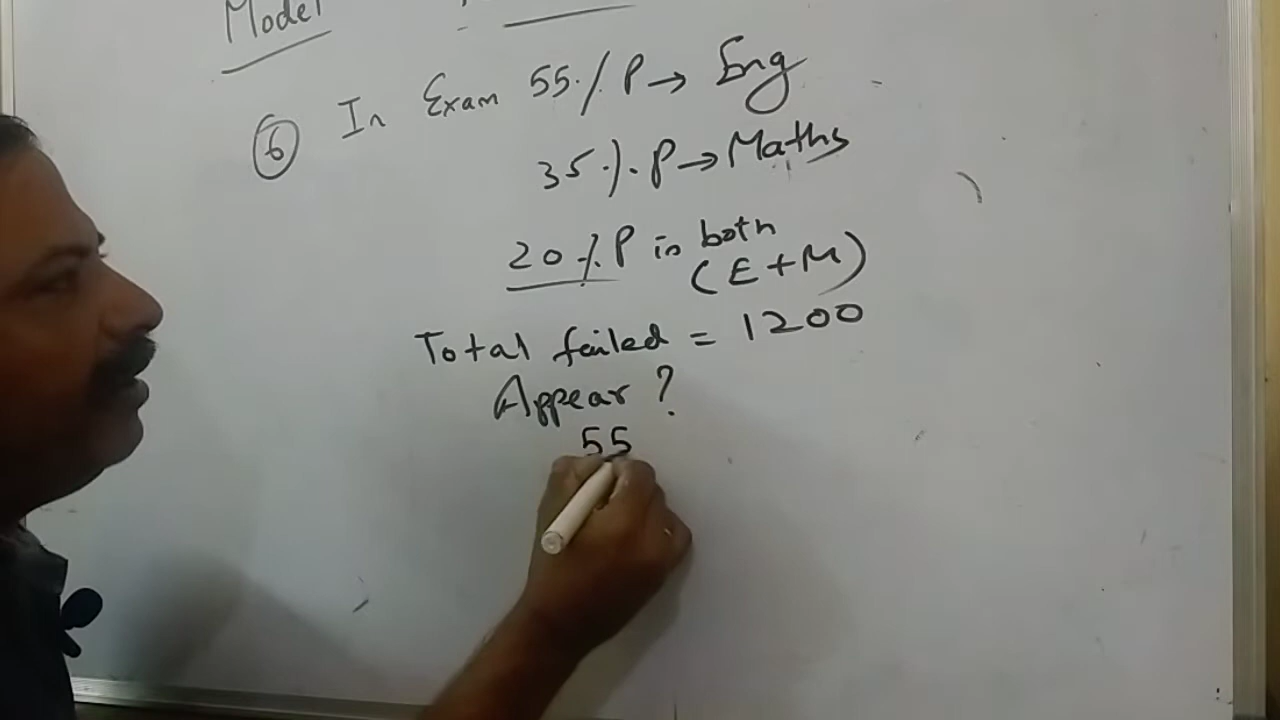 Model
⑥ In Exam 55% P → Eng
35% P → Maths
20% P in both
(E+M)
Total failed = 1200
Appear ?
55